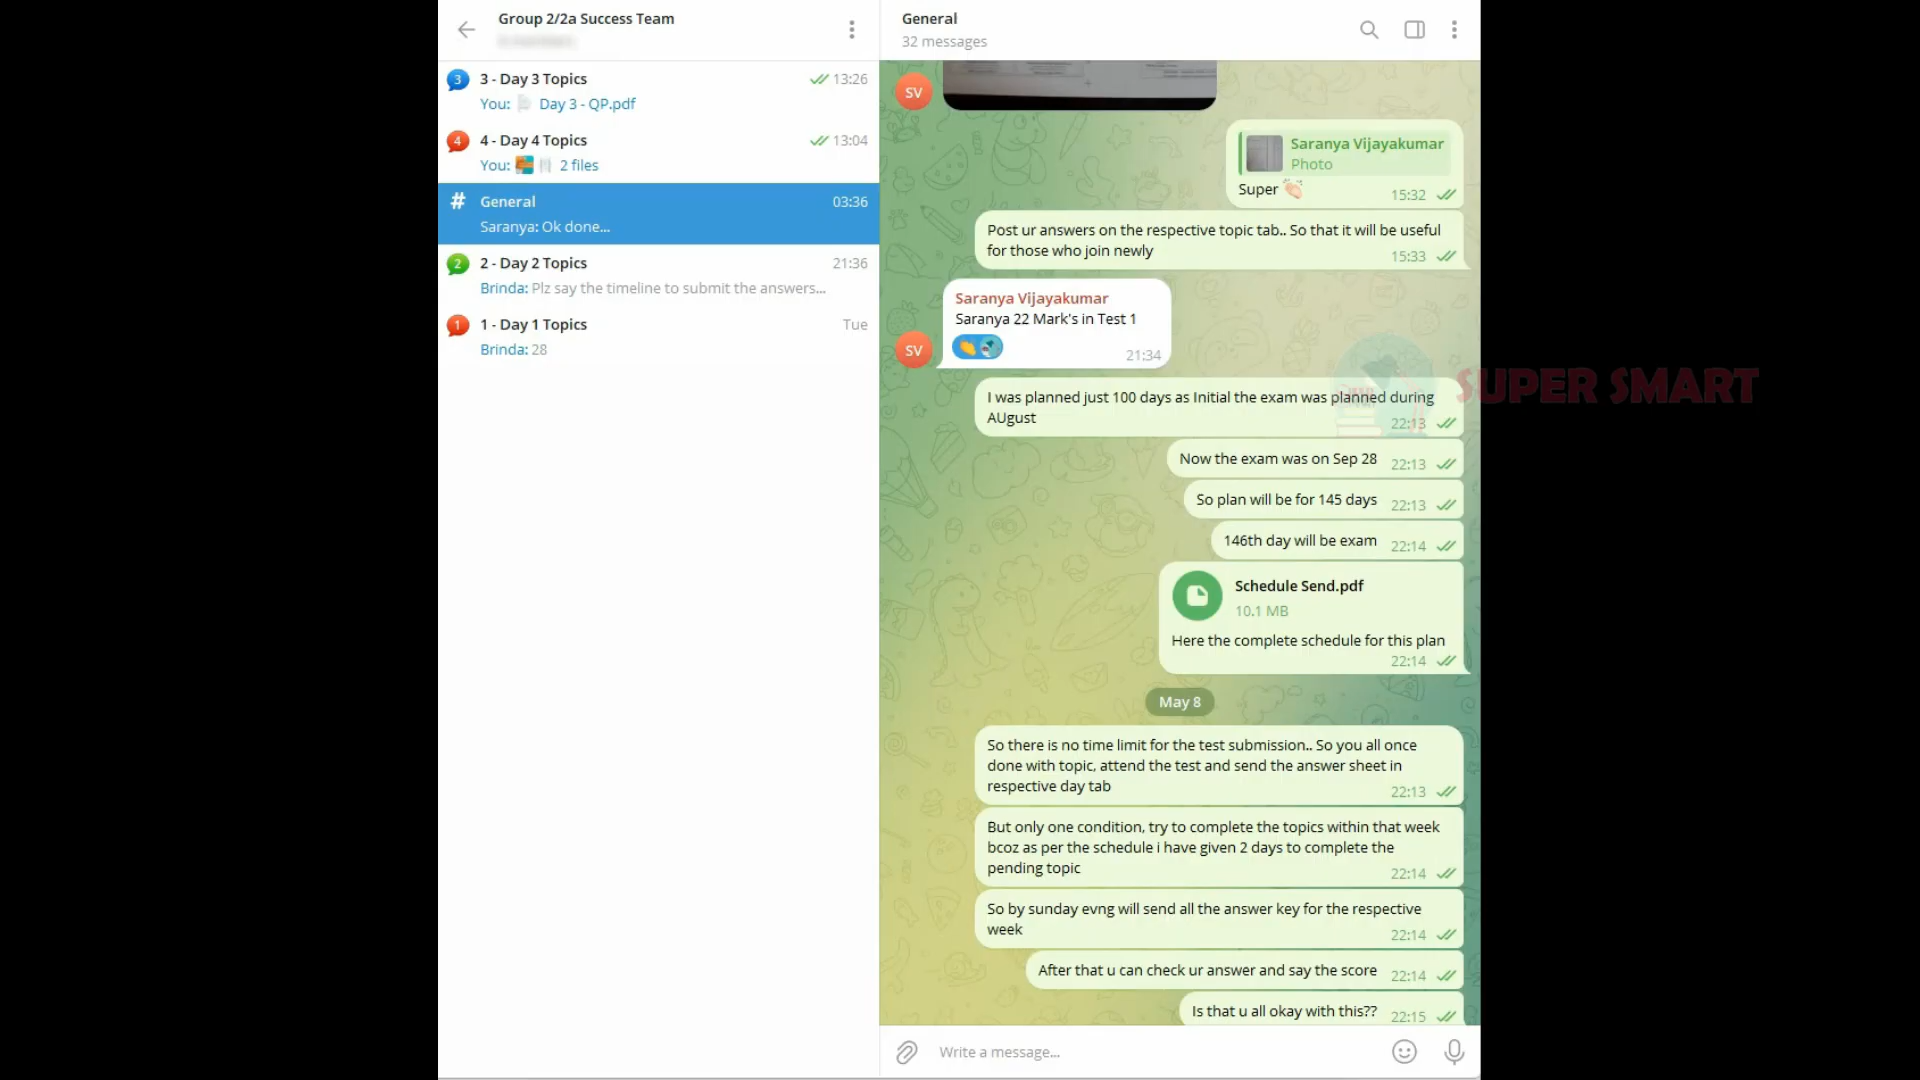 Group 2/2a Success Team
3 - Day 3 Topics
13:26
You: Day 3 - QP.pdf
4 - Day 4 Topics
13:04
You: 2 files
General
03:36
Saranya: Ok done...
2 - Day 2 Topics
21:36
Brinda: Plz say the timeline to submit the answers...
1 - Day 1 Topics
Tue
Brinda: 28
General
32 messages
SV
Saranya Vijayakumar
Photo
Super
15:32
Post ur answers on the respective topic tab.. So that it will be useful
for those who join newly
15:33
Saranya Vijayakumar
Saranya 22 Mark's in Test 1
21:34
SV
I was planned just 100 days as Initial the exam was planned during
AUgust
22:13
SUPER SMART
Now the exam was on Sep 28
22:13
So plan will be for 145 days
22:13
146th day will be exam
22:14
Schedule Send.pdf
10.1 MB
Here the complete schedule for this plan
22:14
May 8
So there is no time limit for the test submission.. So you all once
done with topic, attend the test and send the answer sheet in
respective day tab
22:13
But only one condition, try to complete the topics within that week
bcoz as per the schedule i have given 2 days to complete the
pending topic
22:14
So by sunday evng will send all the answer key for the respective
week
22:14
After that u can check ur answer and say the score
22:14
Is that u all okay with this??
22:15
Write a message...